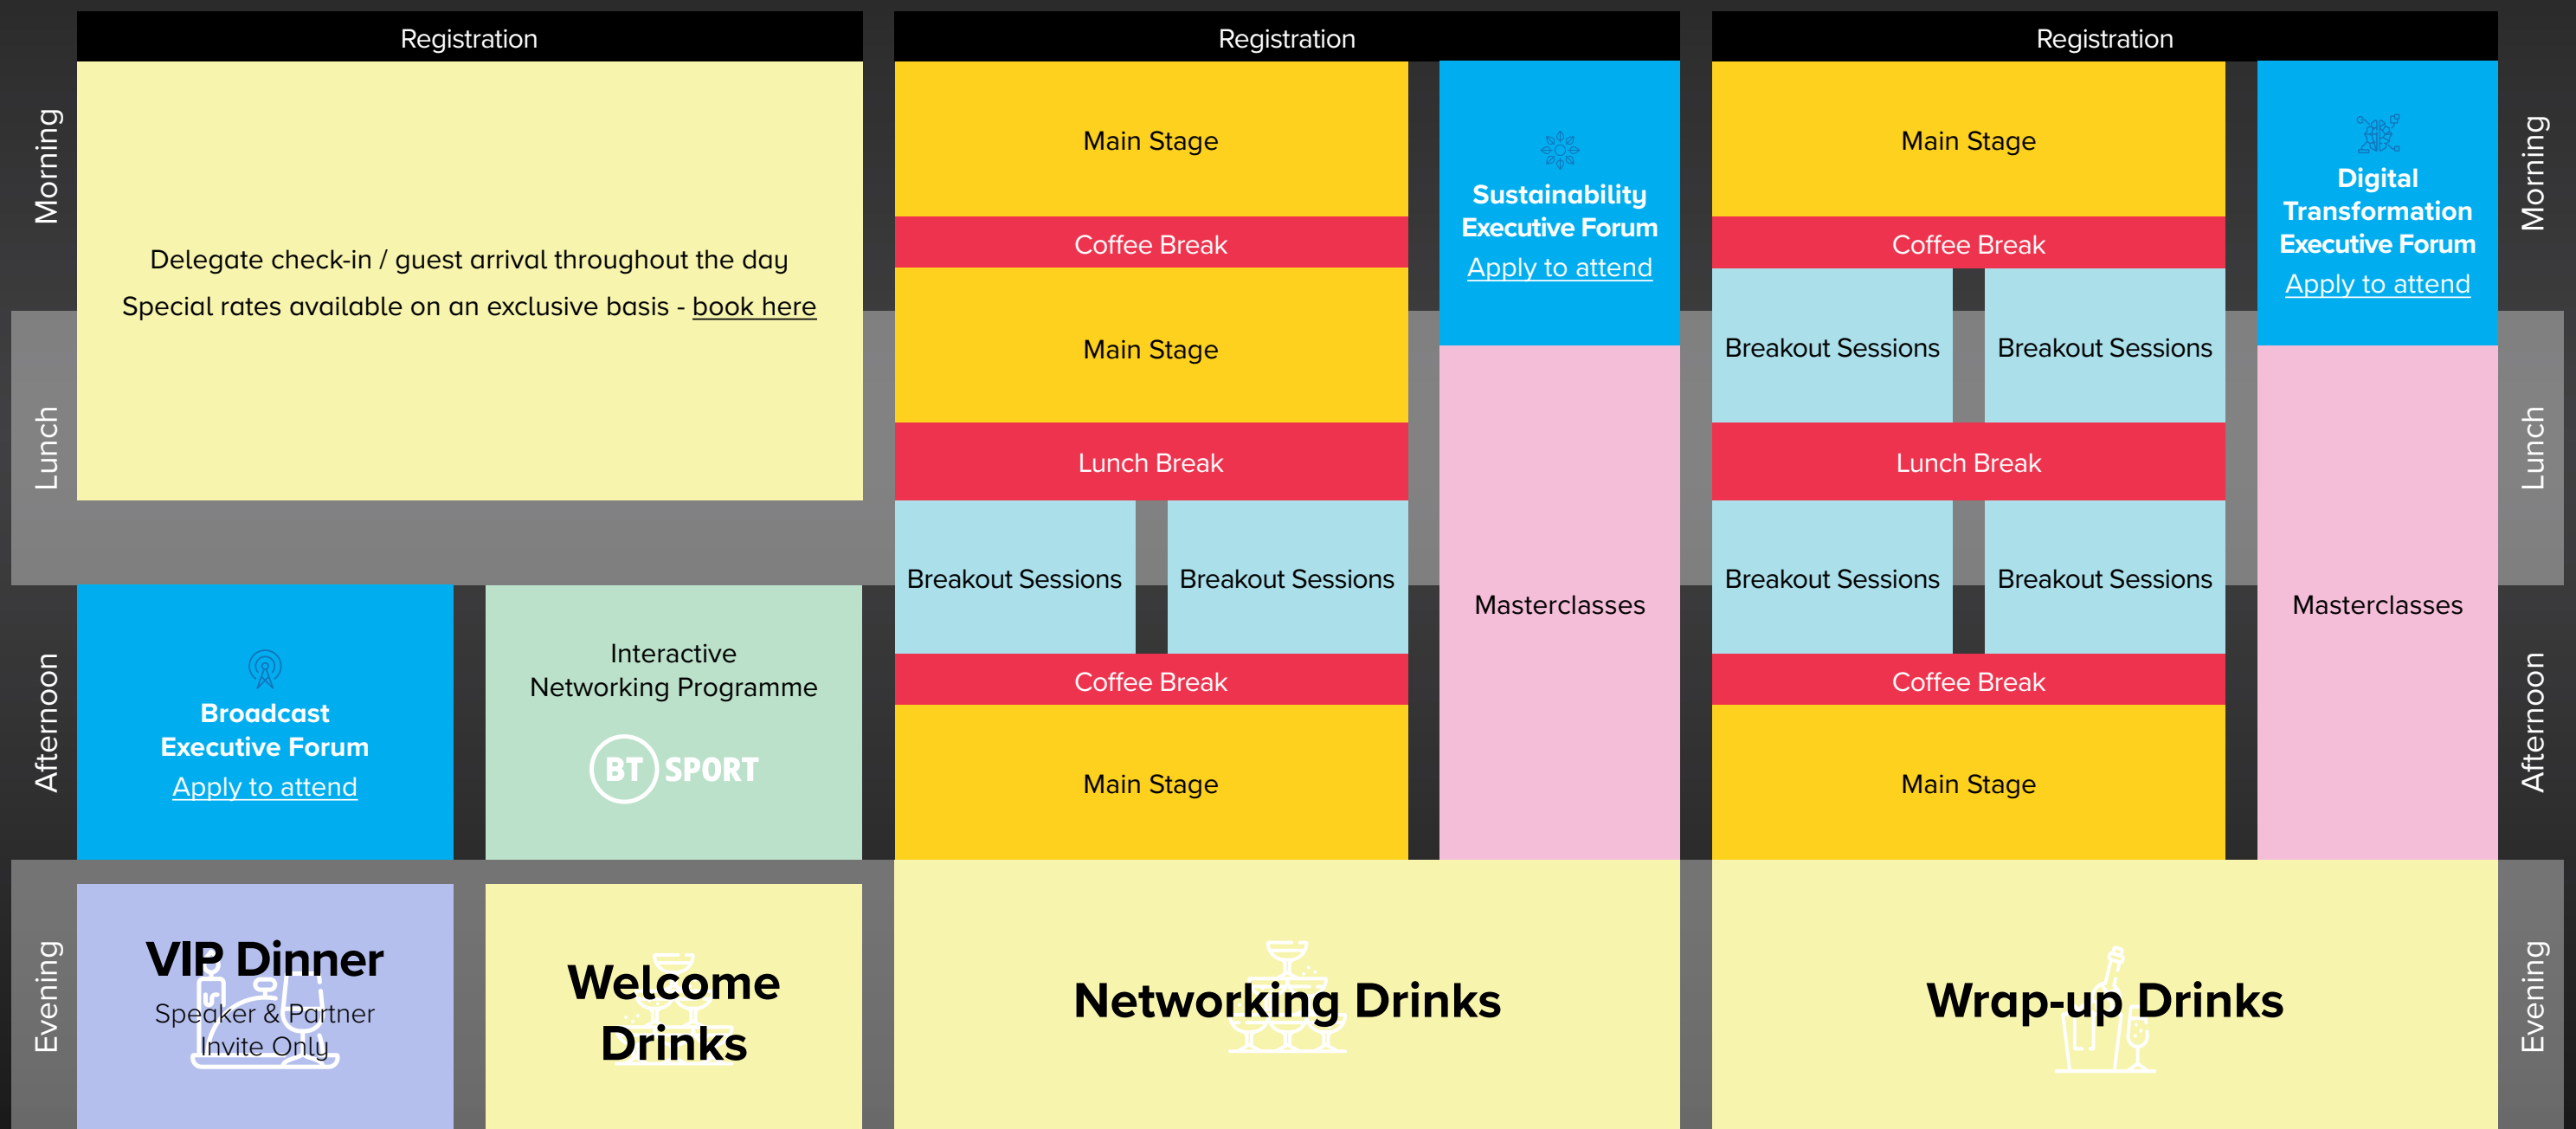 Registration
Morning
Delegate check-in / guest arrival throughout the day
Special rates available on an exclusive basis - book here
Lunch
Afternoon
Broadcast
Executive Forum
Apply to attend
Interactive
Networking Programme
BT SPORT
Evening
VIP Dinner
Speaker & Partner
Invite Only
Welcome
Drinks
Registration
Main Stage
Coffee Break
Main Stage
Lunch Break
Breakout Sessions
Breakout Sessions
Coffee Break
Main Stage
Sustainability
Executive Forum
Apply to attend
Masterclasses
Networking Drinks
Registration
Main Stage
Coffee Break
Breakout Sessions
Breakout Sessions
Lunch Break
Breakout Sessions
Breakout Sessions
Coffee Break
Main Stage
Digital
Transformation
Executive Forum
Apply to attend
Masterclasses
Wrap-up Drinks
Morning
Lunch
Afternoon
Evening